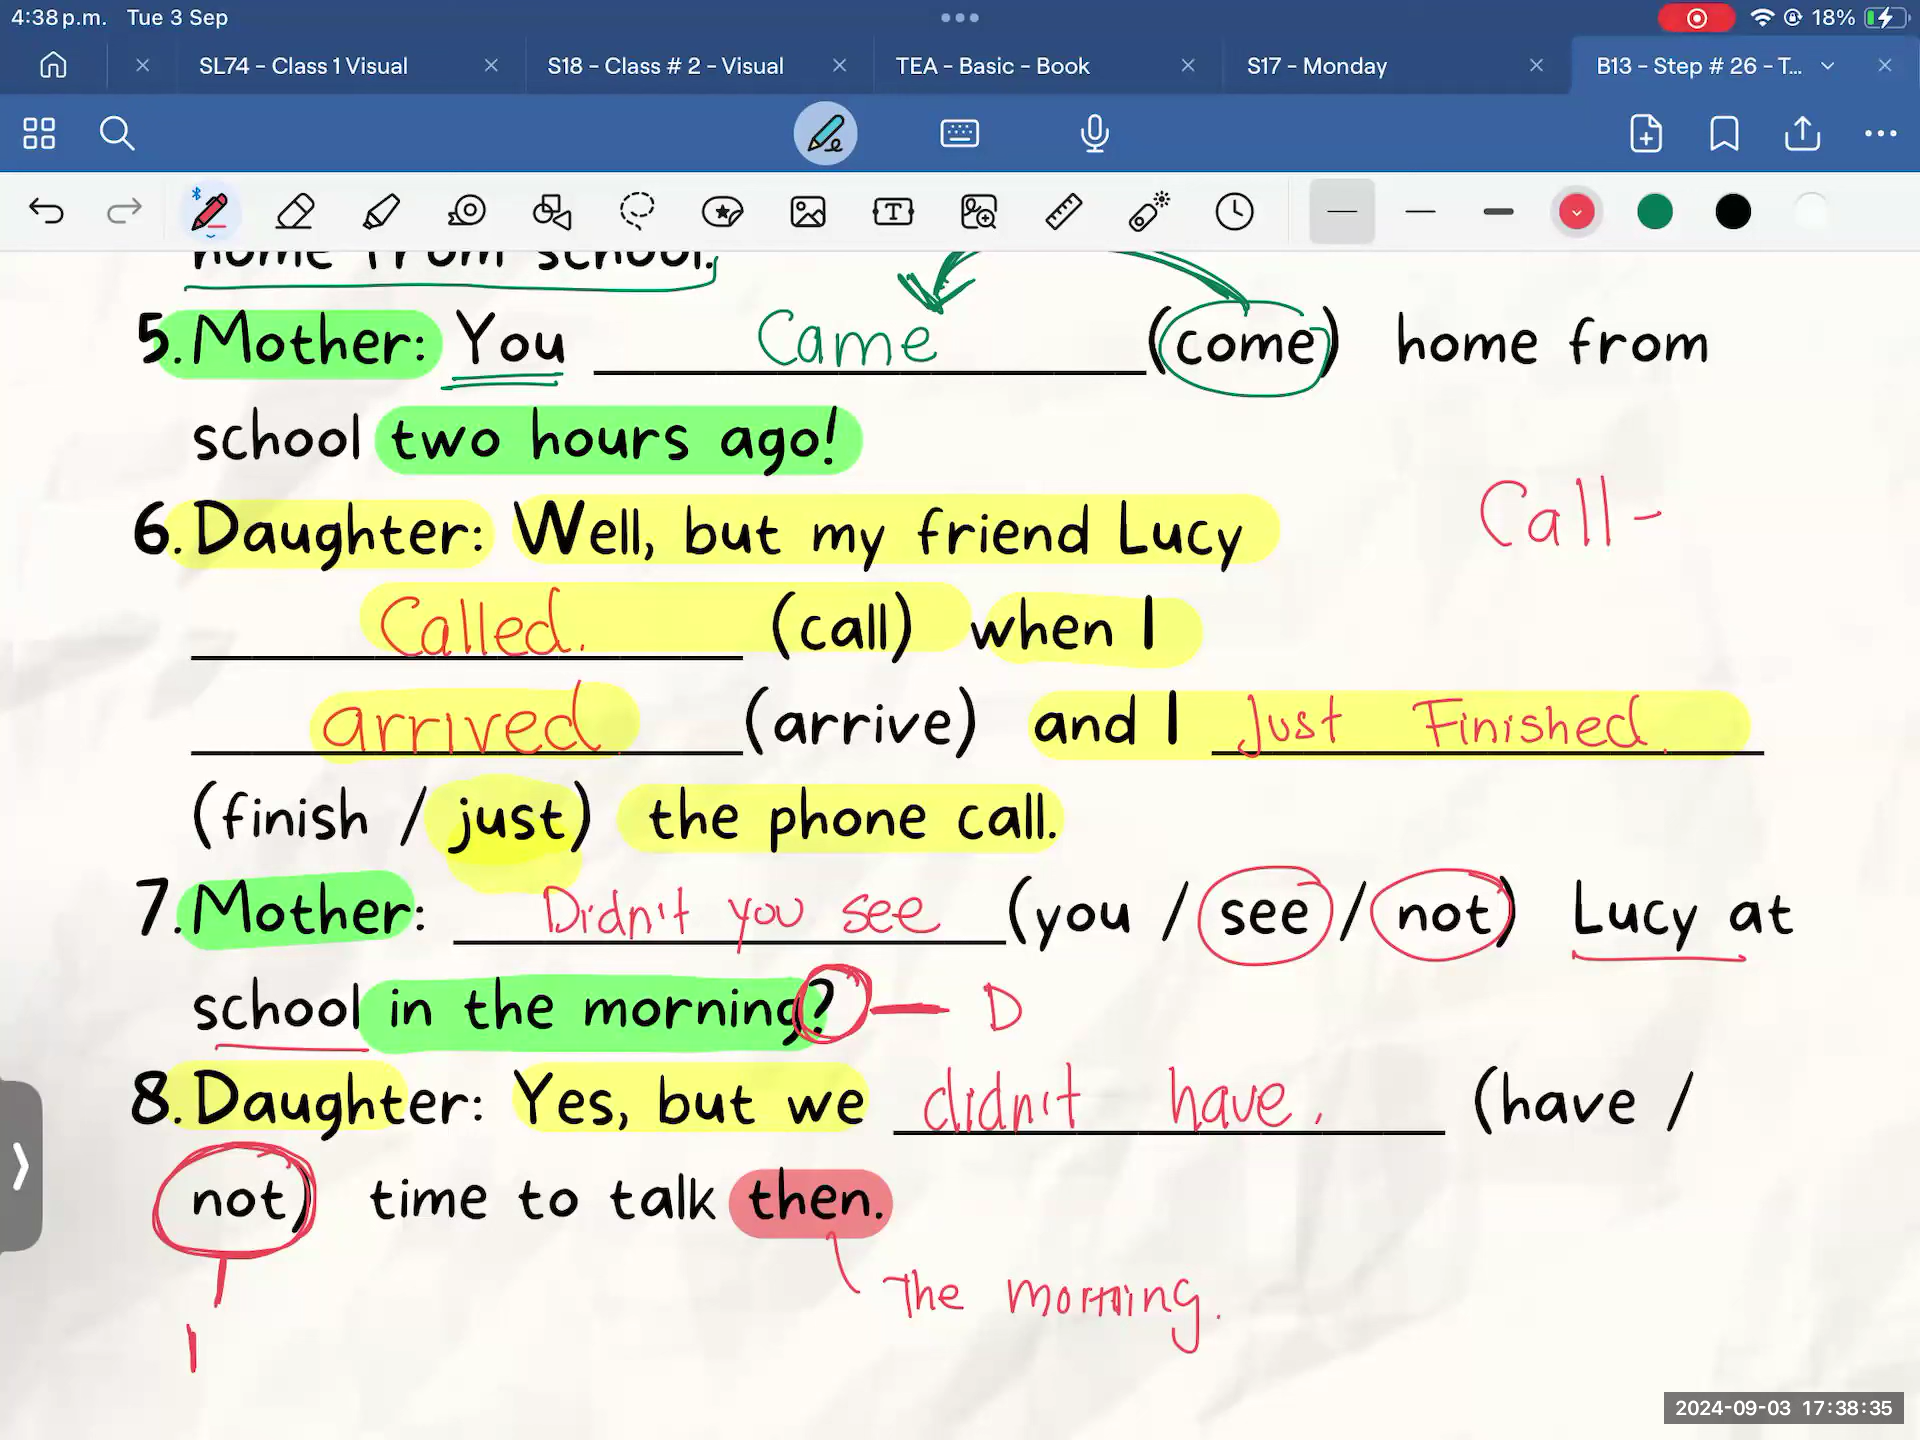 4:38 p.m. Tue 3 Sep
18%
SL74 - Class 1 Visual
S18 - Class # 2 - Visual
TEA - Basic - Book
S17 - Monday
B13 - Step # 26 - T...
home from school.
5. Mother: You Came (come) home from
school two hours ago!
Call -
6. Daughter: Well, but my friend Lucy
Called. (call) when I
arrived (arrive) and I Just Finished.
(finish / just) the phone call.
7. Mother: Didn't you see (you / see / not) Lucy at
school in the morning? — D
8. Daughter: Yes, but we didn't have. (have /
not) time to talk then.
The morning.
2024-09-03 17:38:35